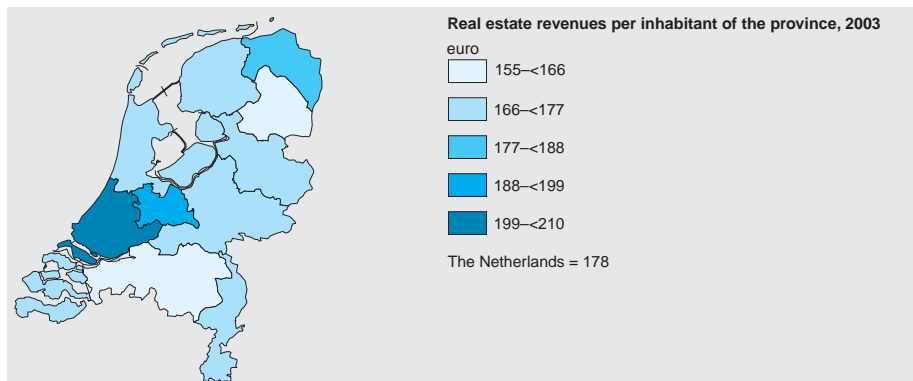 Real estate revenues per inhabitant of the province, 2003
euro
155–<166
166–<177
177–<188
188–<199
199–<210
The Netherlands = 178